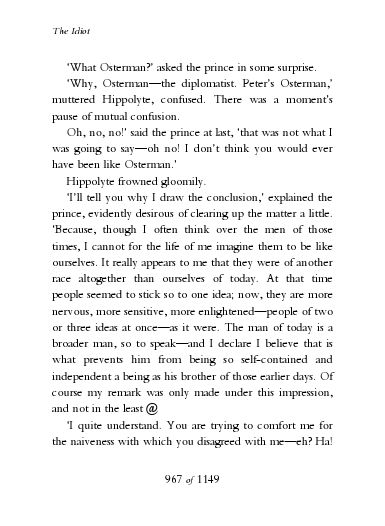 The Idiot
'What Osterman?' asked the prince in some surprise.
'Why, Osterman—the diplomatist. Peter's Osterman,'
muttered Hippolyte, confused. There was a moment's
pause of mutual confusion.
Oh, no, no!' said the prince at last, 'that was not what I
was going to say—oh no! I don't think you would ever
have been like Osterman.'
Hippolyte frowned gloomily.
'I'll tell you why I draw the conclusion,' explained the
prince, evidently desirous of clearing up the matter a little.
'Because, though I often think over the men of those
times, I cannot for the life of me imagine them to be like
ourselves. It really appears to me that they were of another
race altogether than ourselves of today. At that time
people seemed to stick so to one idea; now, they are more
nervous, more sensitive, more enlightened—people of two
or three ideas at once—as it were. The man of today is a
broader man, so to speak—and I declare I believe that is
what prevents him from being so self-contained and
independent a being as his brother of those earlier days. Of
course my remark was only made under this impression,
and not in the least @
'I quite understand. You are trying to comfort me for
the naiveness with which you disagreed with me—eh? Ha!
967 of 1149